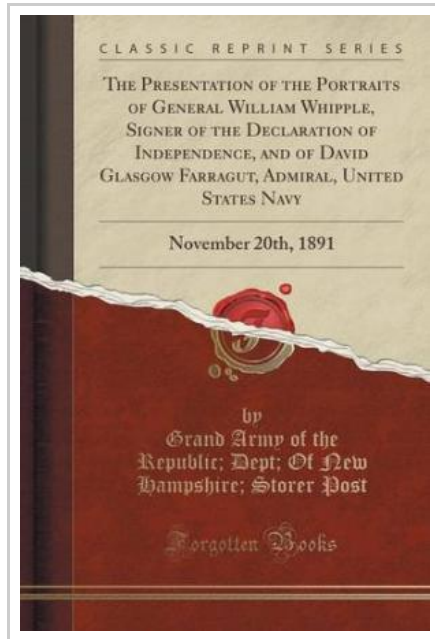 CLASSIC REPRINT SERIES
THE PRESENTATION OF THE PORTRAITS
OF GENERAL WILLIAM WHIPPLE,
SIGNER OF THE DECLARATION OF
INDEPENDENCE, AND OF DAVID
GLASGOW FARRAGUT, ADMIRAL, UNITED
STATES NAVY
November 20th, 1891
by
Grand Army of the
Republic; Dept; Of New
Hampshire; Storer Post
Forgotten Books